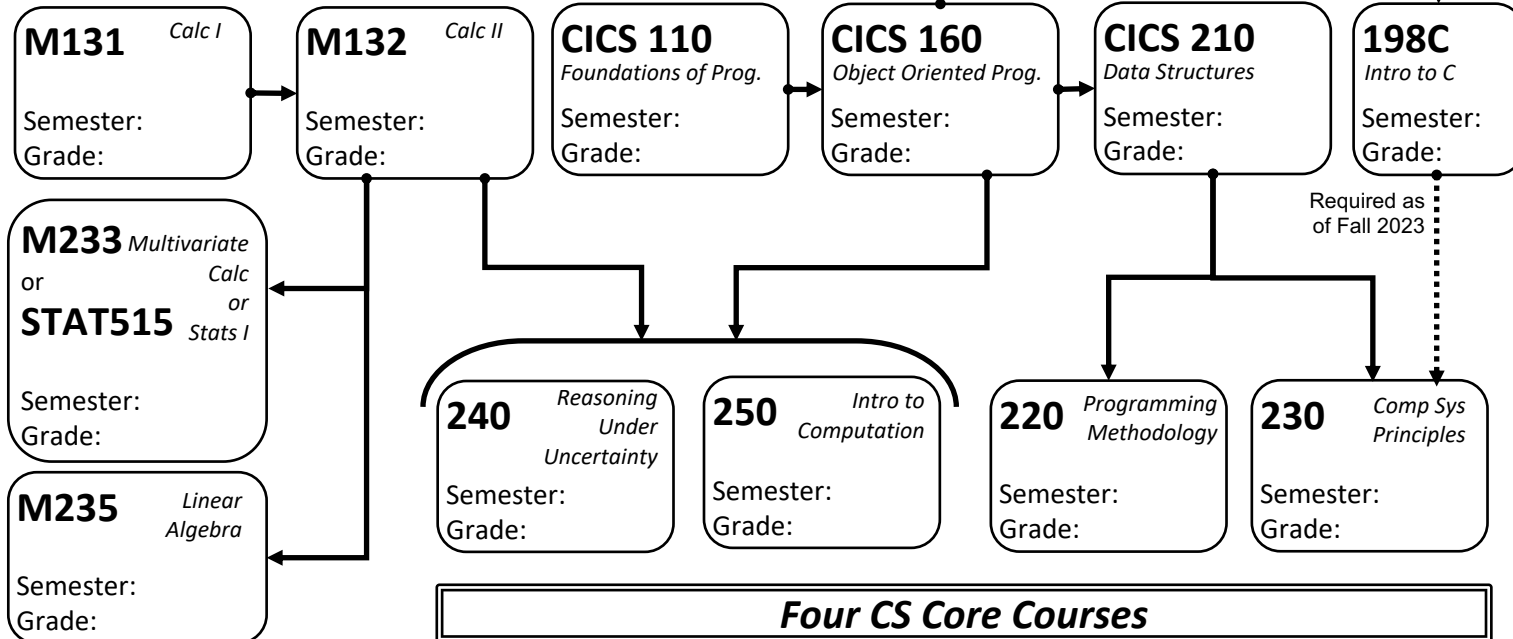 M131 Calc I
Semester:
Grade:
M132 Calc II
Semester:
Grade:
CICS 110
Foundations of Prog.
Semester:
Grade:
CICS 160
Object Oriented Prog.
Semester:
Grade:
CICS 210
Data Structures
Semester:
Grade:
198C
Intro to C
Semester:
Grade:
Required as
of Fall 2023
M233 Multivariate
Calc
or
or
STAT515 Stats I
Semester:
Grade:
240 Reasoning
Under
Uncertainty
Semester:
Grade:
250 Intro to
Computation
Semester:
Grade:
220 Programming
Methodology
Semester:
Grade:
230 Comp Sys
Principles
Semester:
Grade:
M235 Linear
Algebra
Semester:
Grade:
Four CS Core Courses